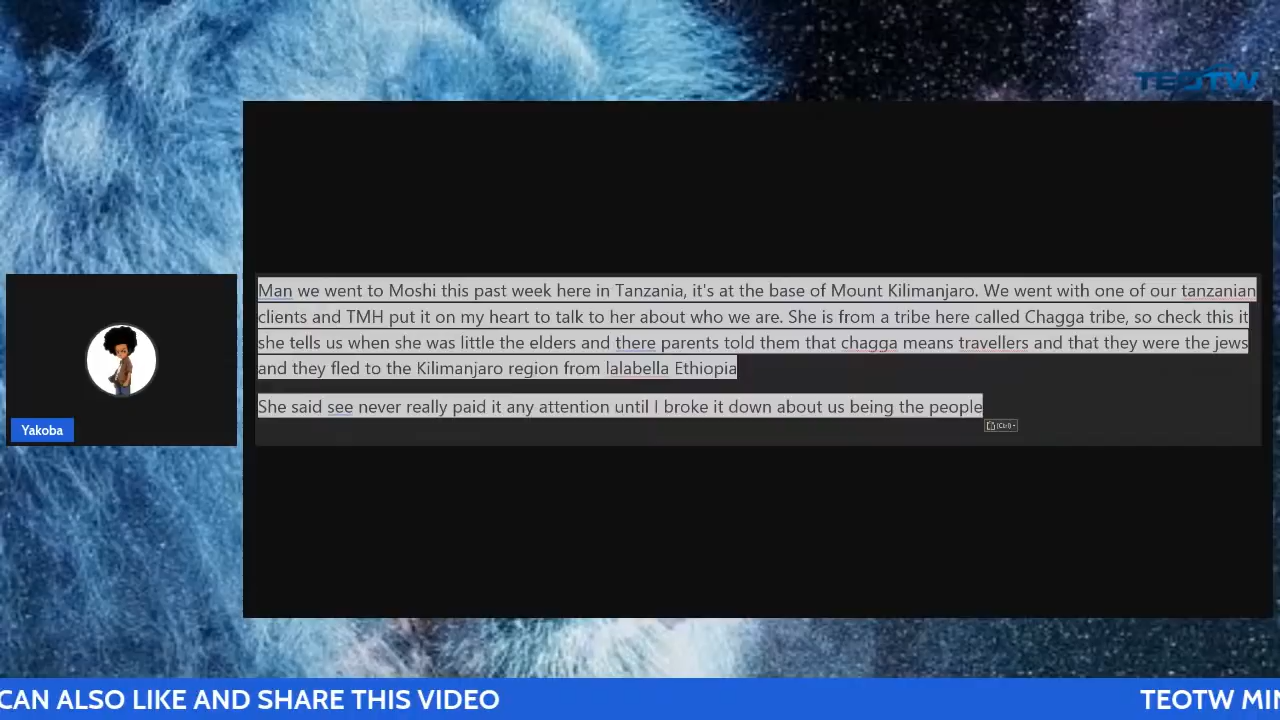 TEOTW
Man we went to Moshi this past week here in Tanzania, it's at the base of Mount Kilimanjaro. We went with one of our tanzanian
clients and TMH put it on my heart to talk to her about who we are. She is from a tribe here called Chagga tribe, so check this it
she tells us when she was little the elders and there parents told them that chagga means travellers and that they were the jews
and they fled to the Kilimanjaro region from lalabella Ethiopia
She said see never really paid it any attention until I broke it down about us being the people
(Ctrl)
Yakoba
CAN ALSO LIKE AND SHARE THIS VIDEO
TEOTW MIN